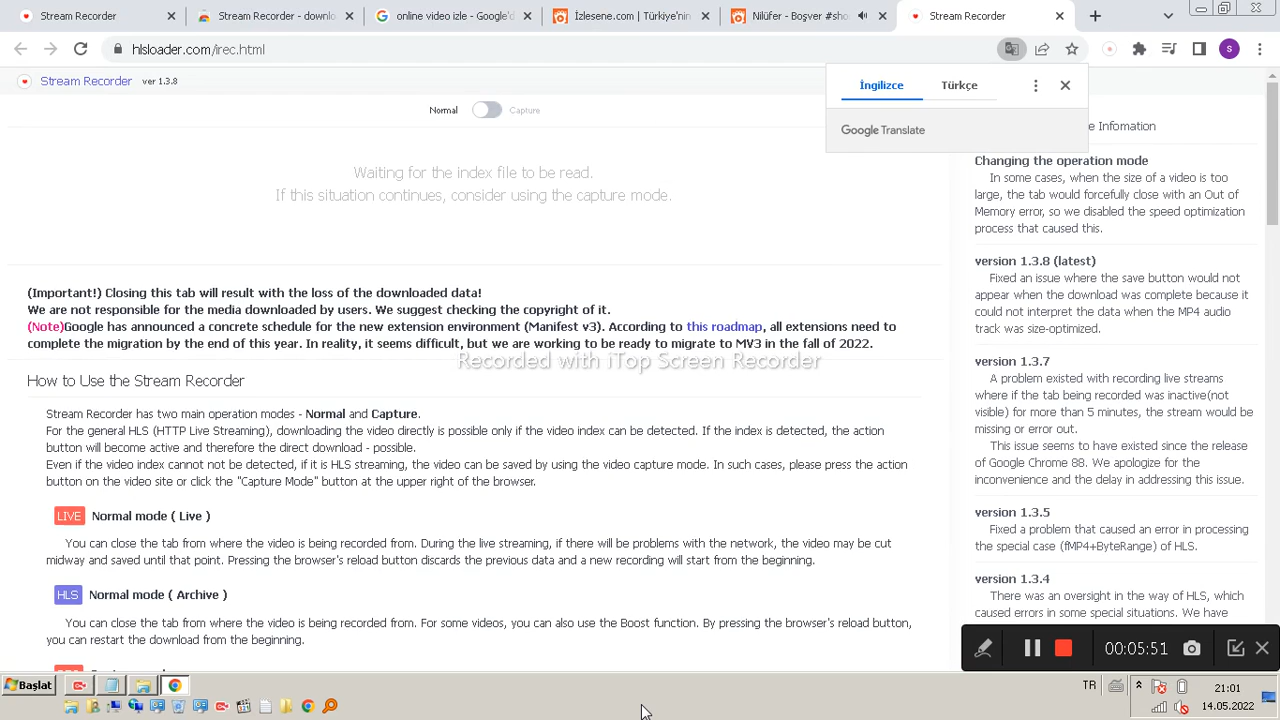 Stream Recorder
Stream Recorder - downlo
online video izle - Google'd
İzlesene.com | Türkiye'nin
Nilüfer - Boşver #sho
Stream Recorder
hlsloader.com/irec.html
S
Stream Recorder ver 1.3.8
İngilizce Türkçe
Google Translate
Normal Capture
Waiting for the index file to be read.
If this situation continues, consider using the capture mode.
(Important!) Closing this tab will result with the loss of the downloaded data!
We are not responsible for the media downloaded by users. We suggest checking the copyright of it.
(Note)Google has announced a concrete schedule for the new extension environment (Manifest v3). According to this roadmap, all extensions need to
complete the migration by the end of this year. In reality, it seems difficult, but we are working to be ready to migrate to MV3 in the fall of 2022.
Recorded with iTop Screen Recorder
How to Use the Stream Recorder
Stream Recorder has two main operation modes - Normal and Capture.
For the general HLS (HTTP Live Streaming), downloading the video directly is possible only if the video index can be detected. If the index is detected, the action
button will become active and therefore the direct download - possible.
Even if the video index cannot not be detected, if it is HLS streaming, the video can be saved by using the video capture mode. In such cases, please press the action
button on the video site or click the "Capture Mode" button at the upper right of the browser.
LIVE Normal mode ( Live )
You can close the tab from where the video is being recorded from. During the live streaming, if there will be problems with the network, the video may be cut
midway and saved until that point. Pressing the browser's reload button discards the previous data and a new recording will start from the beginning.
HLS Normal mode ( Archive )
You can close the tab from where the video is being recorded from. For some videos, you can also use the Boost function. By pressing the browser's reload button,
you can restart the download from the beginning.
e Infomation
Changing the operation mode
In some cases, when the size of a video is too
large, the tab would forcefully close with an Out of
Memory error, so we disabled the speed optimization
process that caused this.
version 1.3.8 (latest)
Fixed an issue where the save button would not
appear when the download was complete because it
could not interpret the data when the MP4 audio
track was size-optimized.
version 1.3.7
A problem existed with recording live streams
where if the tab being recorded was inactive(not
visible) for more than 5 minutes, the stream would be
missing or error out.
This issue seems to have existed since the release
of Google Chrome 88. We apologize for the
inconvenience and the delay in addressing this issue.
version 1.3.5
Fixed a problem that caused an error in processing
the special case (fMP4+ByteRange) of HLS.
version 1.3.4
There was an oversight in the way of HLS, which
caused errors in some special situations. We have
00:05:51
Başlat
TR
21:01
14.05.2022